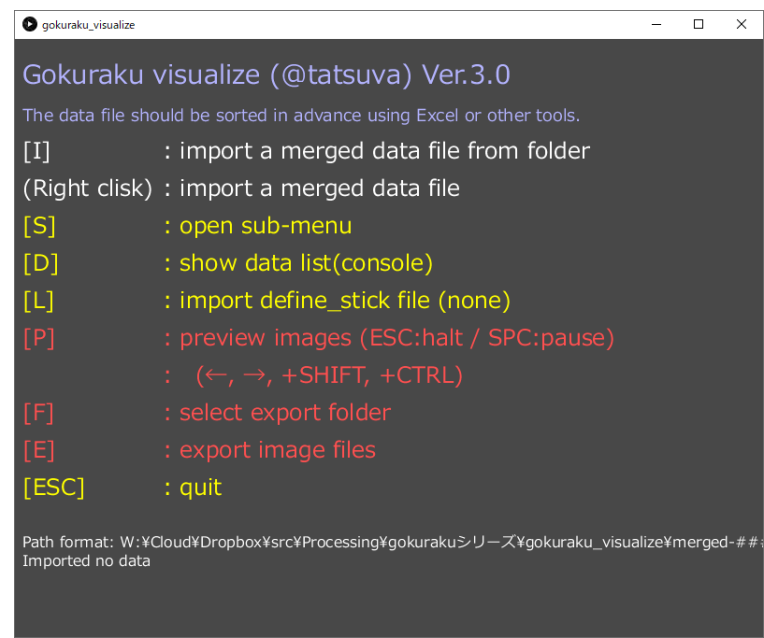 gokuraku_visualize
Gokuraku visualize (@tatsuva) Ver.3.0
The data file should be sorted in advance using Excel or other tools.
[I] : import a merged data file from folder
(Right clisk) : import a merged data file
[S] : open sub-menu
[D] : show data list(console)
[L] : import define_stick file (none)
[P] : preview images (ESC:halt / SPC:pause)
: (←, →, +SHIFT, +CTRL)
[F] : select export folder
[E] : export image files
[ESC] : quit
Path format: W:¥Cloud¥Dropbox¥src¥Processing¥gokurakuシリーズ¥gokuraku_visualize¥merged-##
Imported no data